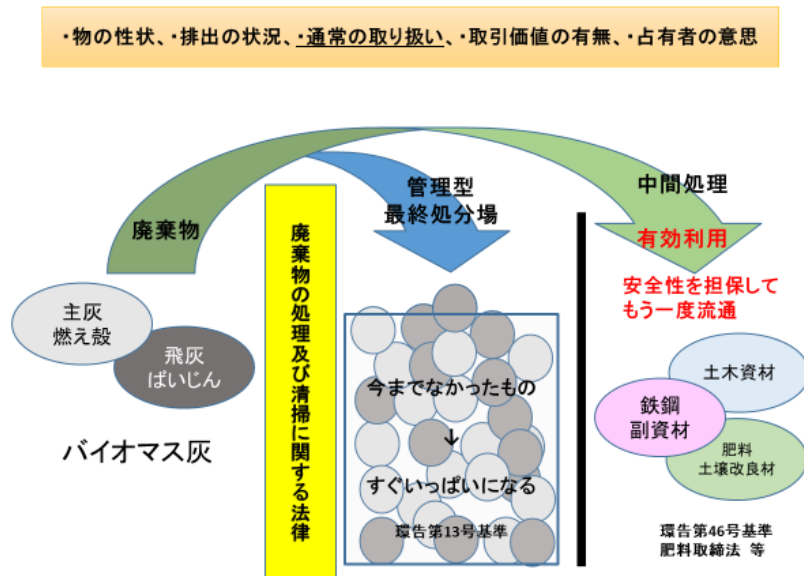 ・物の性状、・排出の状況、・通常の取り扱い、・取引価値の有無、・占有者の意思
廃棄物
管理型
最終処分場
中間処理
有効利用
安全性を担保して
もう一度流通
主灰
燃え殻
飛灰
ばいじん
バイオマス灰
廃棄物の処理及び清掃に関する法律
今までなかったもの
↓
すぐいっぱいになる
環告第13号基準
土木資材
鉄鋼
副資材
肥料
土壌改良材
環告第46号基準
肥料取締法 等